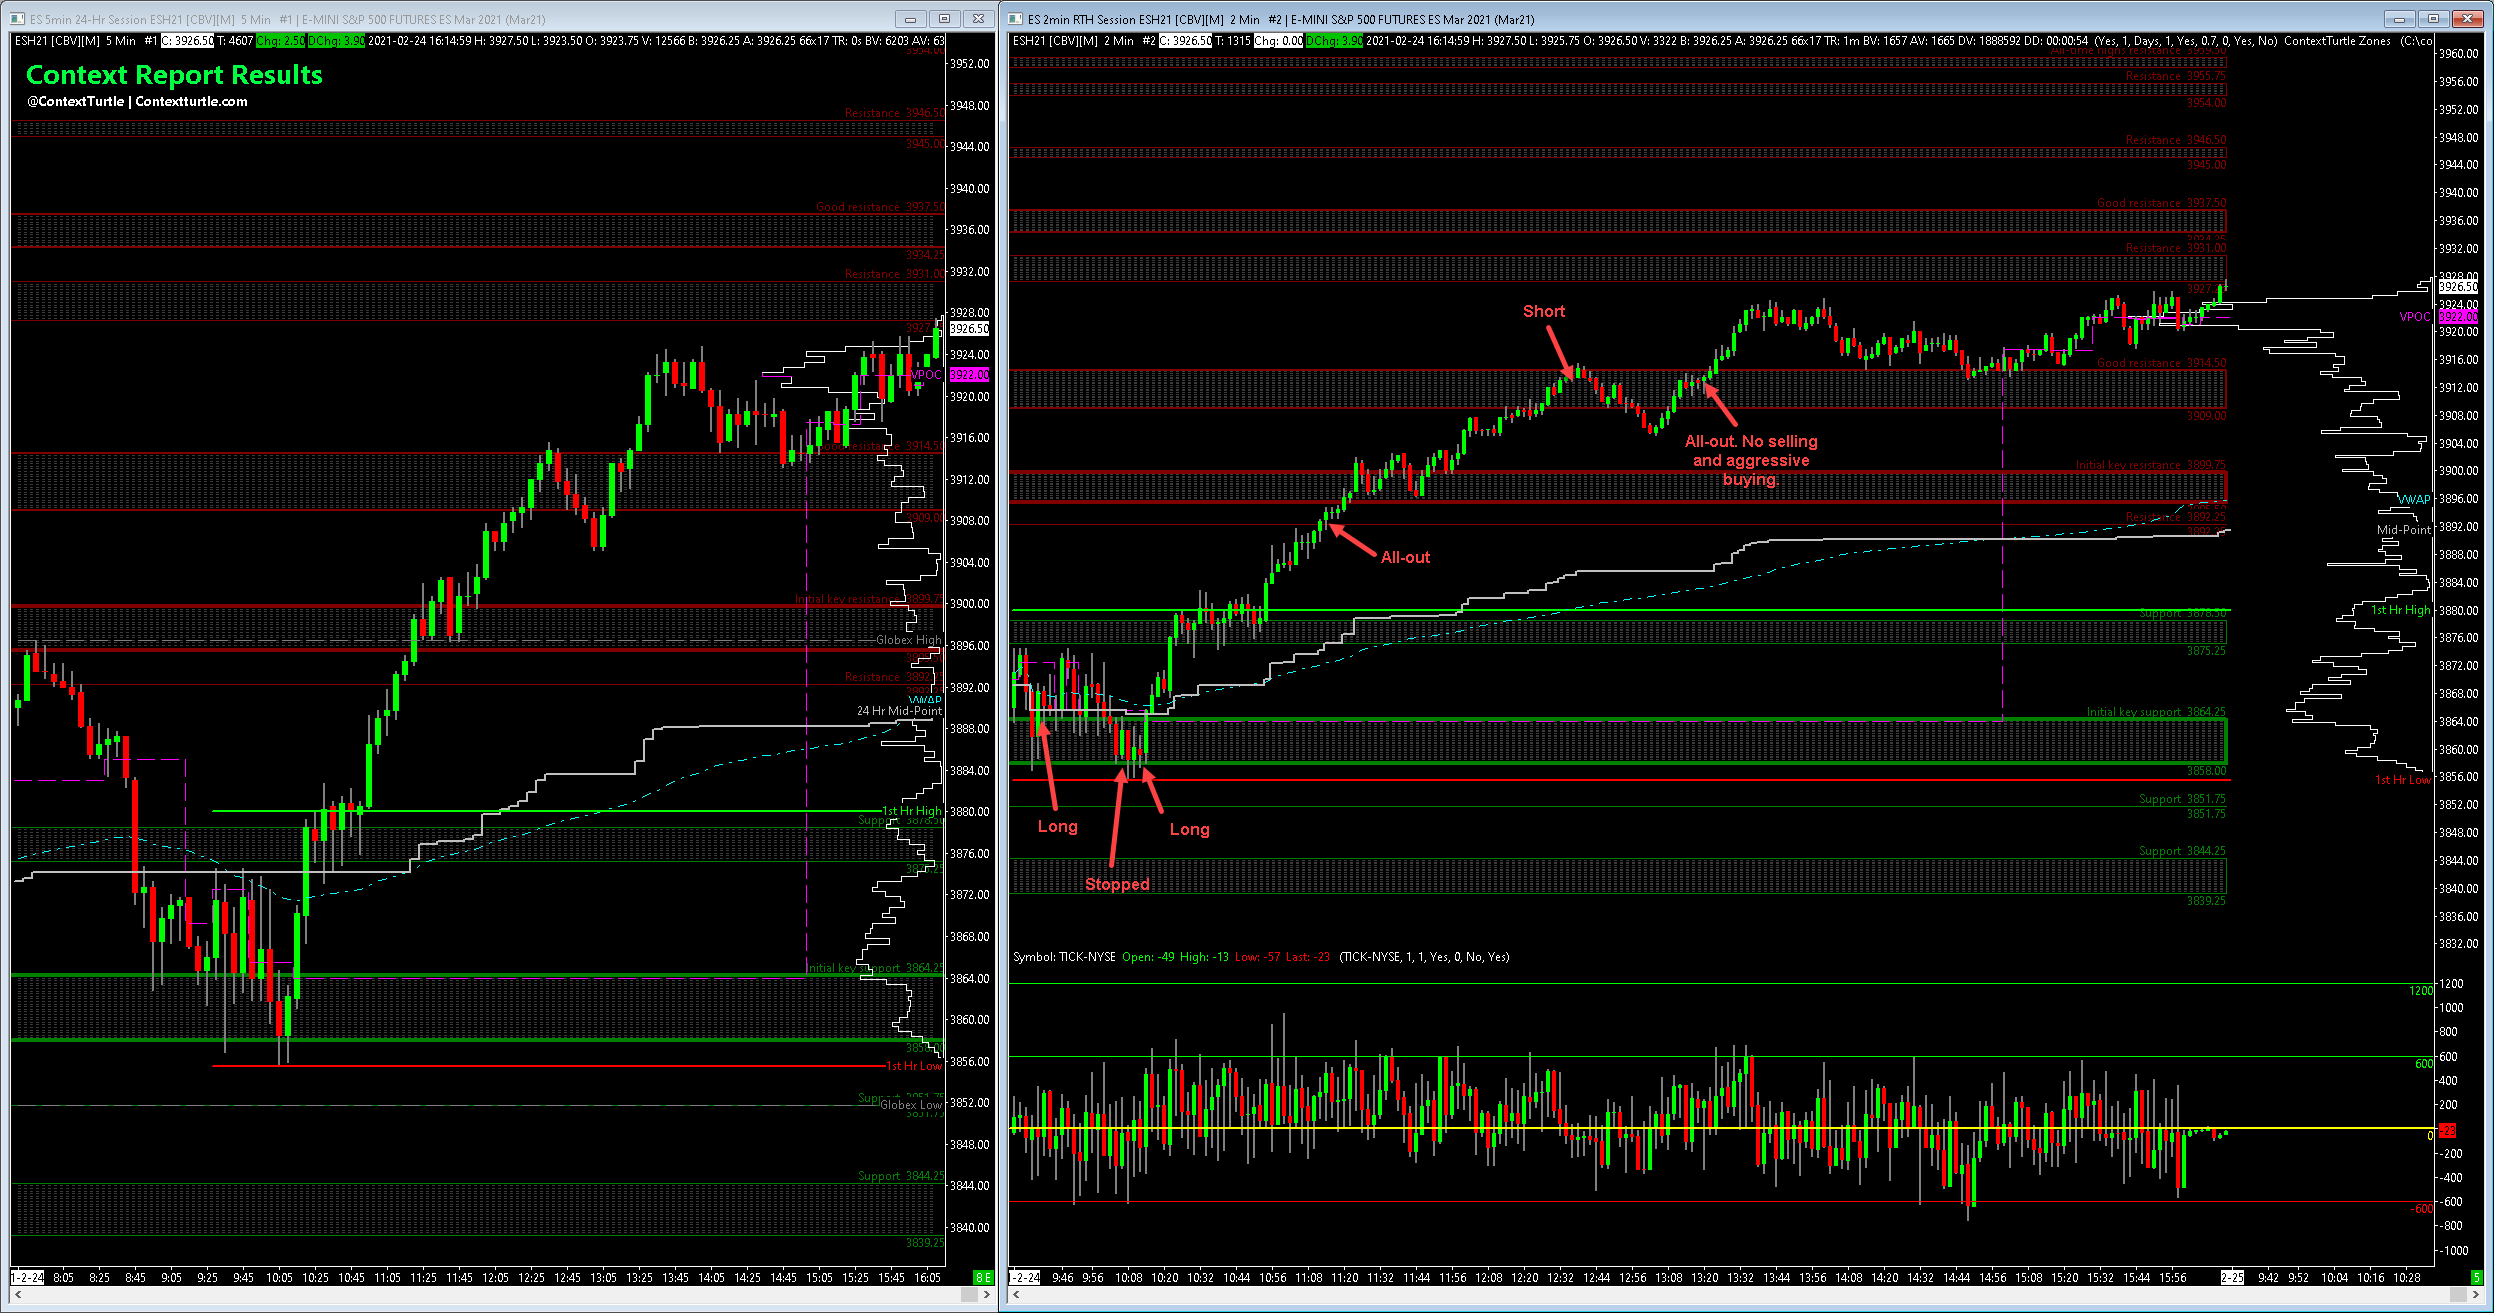 ES 5min 24-Hr Session ESH21 [CBV][M] 5 Min #1 | E-MINI S&P 500 FUTURES ES Mar 2021 (Mar21)
ESH21 [CBV][M] 5 Min #1 C: 3926.50 T: 4607 Chg: 2.50 DChg: 3.90 2021-02-24 16:14:59 H: 3927.50 L: 3923.50 O: 3923.75 V: 12566 B: 3926.25 A: 3926.25 66x17 TR: 0s BV: 6203 AV: 63
Context Report Results
@ContextTurtle | Contextturtle.com
Resistance 3946.50
3945.00
Good resistance 3937.50
3934.25
Resistance 3931.00
VPOC
3914.50
3909.00
Initial key resistance 3899.75
Globex High
Resistance
VWAP
24 Hr Mid-Point
1st Hr High
Initial key support 3864.25
1st Hr Low
Globex Low
Support 3844.25
3839.25
3952.00
3948.00
3944.00
3940.00
3936.00
3932.00
3928.00
3926.50
3924.00
3922.00
3920.00
3916.00
3912.00
3908.00
3904.00
3900.00
3896.00
3892.00
3888.00
3884.00
3880.00
3876.00
3872.00
3868.00
3864.00
3860.00
3856.00
3852.00
3848.00
3844.00
3840.00
1-2-24 8:05 8:25 8:45 9:05 9:25 9:45 10:05 10:25 10:45 11:05 11:25 11:45 12:05 12:25 12:45 13:05 13:25 13:45 14:05 14:25 14:45 15:05 15:25 15:45 16:05 8 E
ES 2min RTH Session ESH21 [CBV][M] 2 Min #2 | E-MINI S&P 500 FUTURES ES Mar 2021 (Mar21)
ESH21 [CBV][M] 2 Min #2 C: 3926.50 T: 1315 Chg: 0.00 DChg: 3.90 2021-02-24 16:14:59 H: 3927.50 L: 3925.75 O: 3926.50 V: 3322 B: 3926.25 A: 3926.25 66x17 TR: 1m BV: 1657 AV: 1665 DV: 1888592 DD: 00:00:54 (Yes, 1, Days, 1, Yes, 0.7, 0, Yes, No) ContextTurtle Zones (C:\co
Resistance 3955.75
3954.00
Resistance 3946.50
3945.00
Good resistance 3937.50
Resistance 3931.00
Short
VPOC
Good resistance 3914.50
3909.00
All-out. No selling
and aggressive
buying.
Initial key resistance 3899.75
VWAP
Resistance 3892.25
Mid-Point
All-out
1st Hr High
Support 3878.50
3875.25
Initial key support 3864.25
3858.00
1st Hr Low
Support 3851.75
3851.75
Long
Long
Support 3844.25
Stopped
3839.25
3960.00
3956.00
3952.00
3948.00
3944.00
3940.00
3936.00
3932.00
3928.00
3926.50
3924.00
3922.00
3920.00
3916.00
3912.00
3908.00
3904.00
3900.00
3896.00
3892.00
3888.00
3884.00
3880.00
3876.00
3872.00
3868.00
3864.00
3860.00
3856.00
3852.00
3848.00
3844.00
3840.00
3836.00
3832.00
Symbol: TICK-NYSE Open: -49 High: -13 Low: -57 Last: -23 (TICK-NYSE, 1, 1, Yes, 0, No, Yes)
1200
1200
1000
800
600
600
400
200
0
-23
-200
-400
-600
-600
-800
-1000
-2-24 9:46 9:56 10:08 10:20 10:32 10:44 10:56 11:08 11:20 11:32 11:44 11:56 12:08 12:20 12:32 12:44 12:56 13:08 13:20 13:32 13:44 13:56 14:08 14:20 14:32 14:44 14:56 15:08 15:20 15:32 15:44 15:56 2-25 9:42 9:52 10:04 10:16 10:28 5